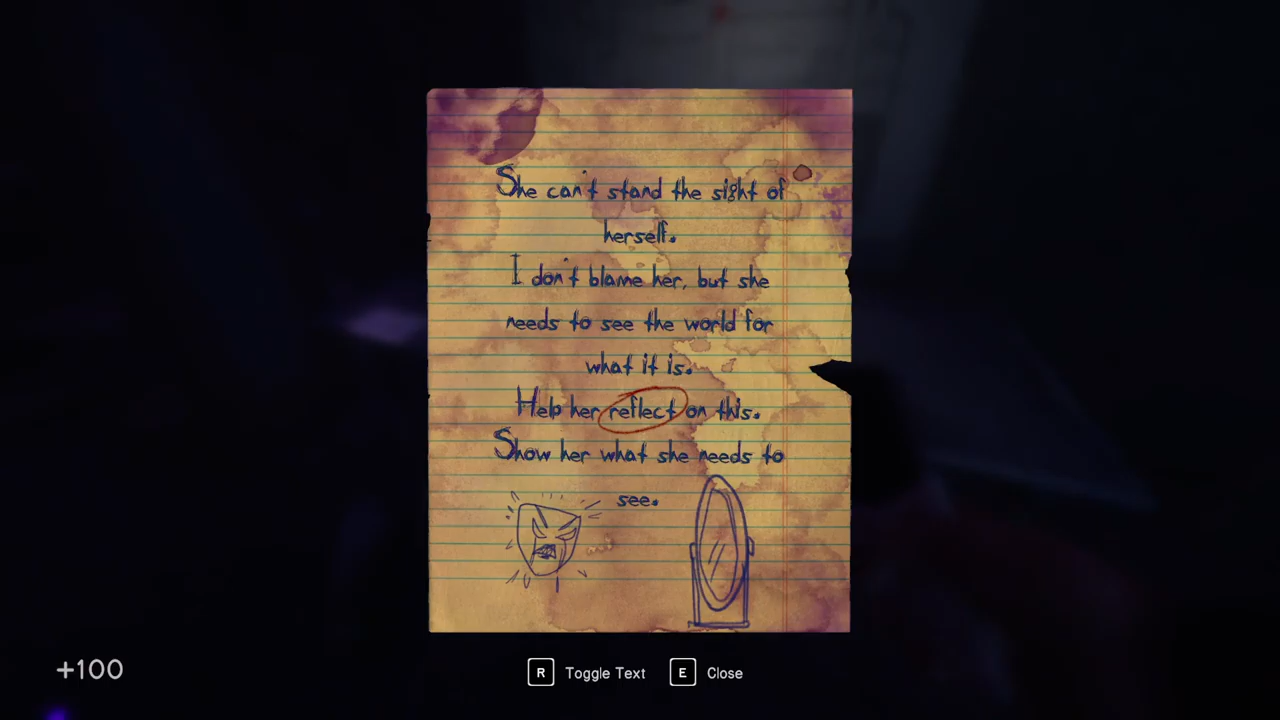 She can't stand the sight of
herself.
I don't blame her, but she
needs to see the world for
what it is.
Help her reflect on this.
Show her what she needs to
see.
+100
R Toggle Text E Close